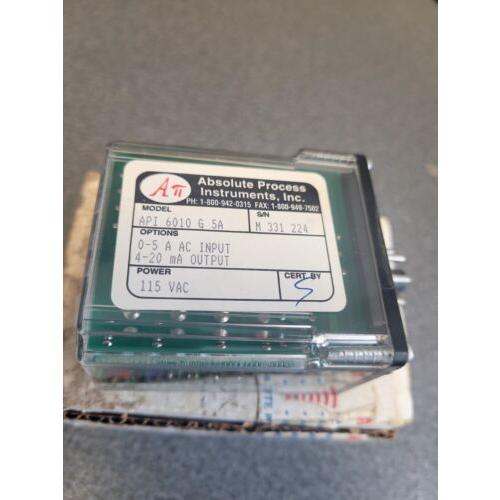 Aπ
Absolute Process
Instruments, Inc.
PH: 1-800-942-0315 FAX: 1-800-949-7502
MODEL S/N
API 6010 G 5A M 331 224
OPTIONS
0-5 A AC INPUT
4-20 mA OUTPUT
POWER CERT. BY
115 VAC 5